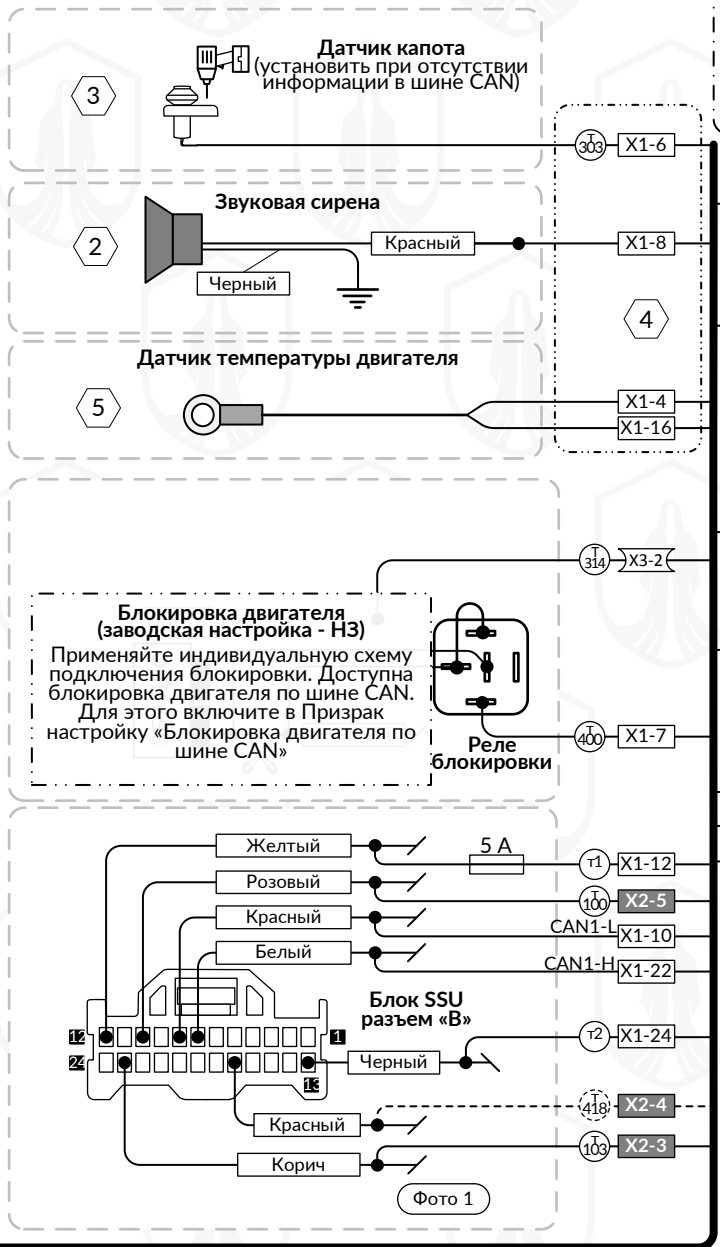 3
Датчик капота
(установить при отсутствии
информации в шине CAN)
T
303
X1-6
2
Звуковая сирена
Красный
Черный
X1-8
4
5
Датчик температуры двигателя
X1-4
X1-16
T
314
X3-2
Блокировка двигателя
(заводская настройка - НЗ)
Применяйте индивидуальную схему
подключения блокировки. Доступна
блокировка двигателя по шине CAN.
Для этого включите в Призрак
настройку «Блокировка двигателя по
шине CAN»
Реле
блокировки
T
400
X1-7
Желтый
5 А
т1
X1-12
Розовый
T
100
X2-5
Красный
CAN1-L
X1-10
Белый
CAN1-H
X1-22
Блок SSU
разъем «В»
12
1
24
13
Черный
т2
X1-24
Красный
T
418
X2-4
Корич
T
103
X2-3
Фото 1